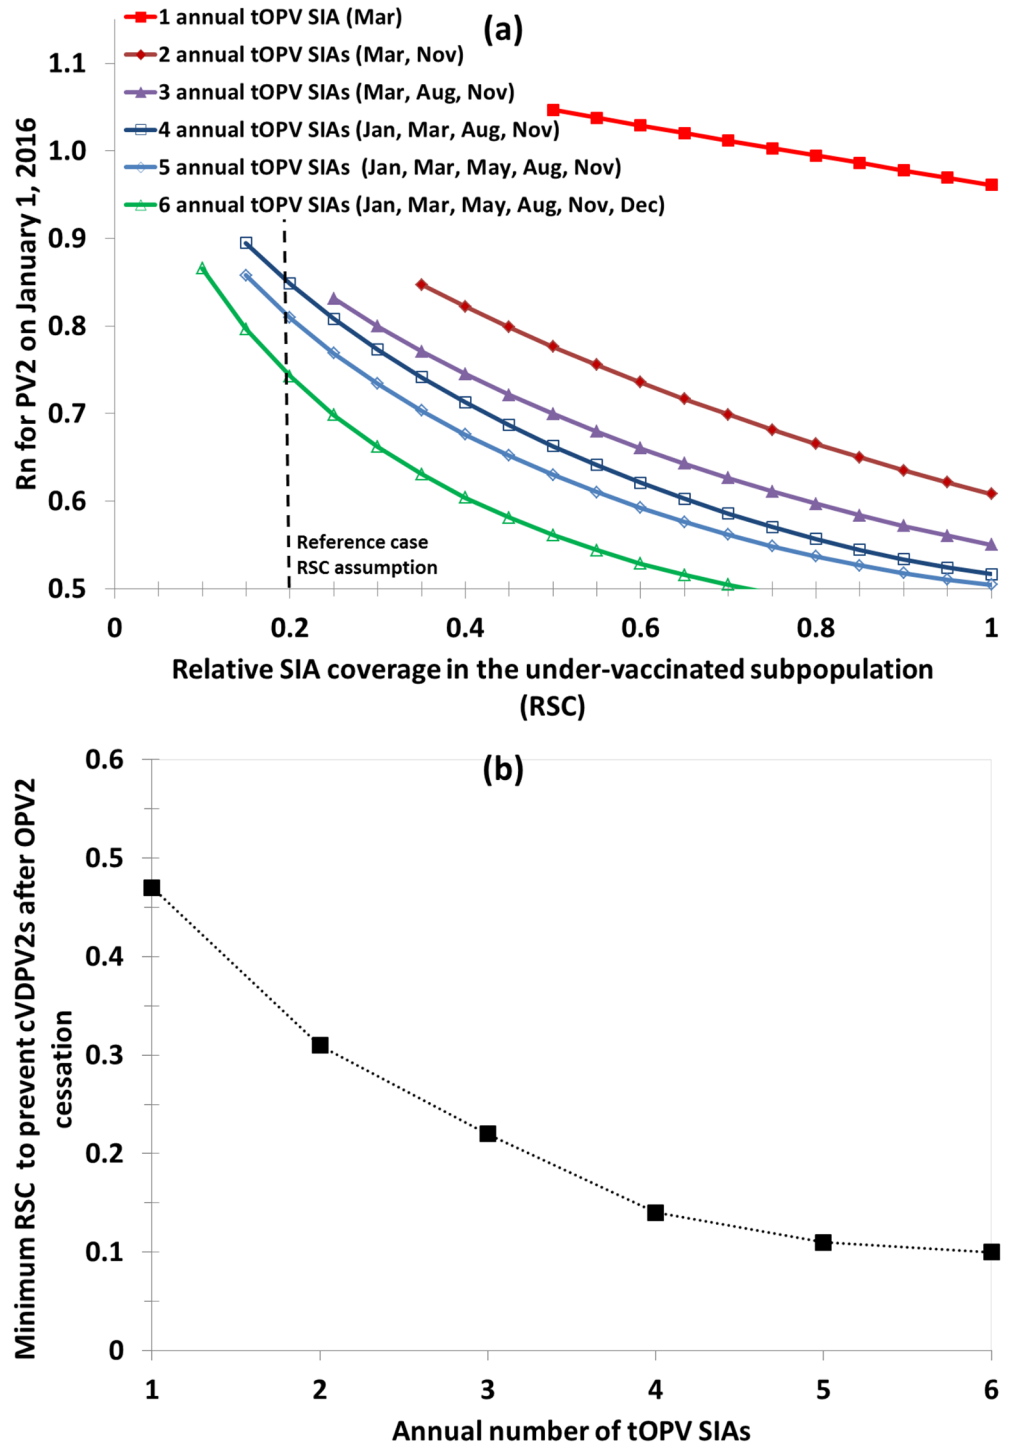 1 annual tOPV SIA (Mar)
(a)
2 annual tOPV SIAs (Mar, Nov)
3 annual tOPV SIAs (Mar, Aug, Nov)
4 annual tOPV SIAs (Jan, Mar, Aug, Nov)
5 annual tOPV SIAs (Jan, Mar, May, Aug, Nov)
6 annual tOPV SIAs (Jan, Mar, May, Aug, Nov, Dec)
Rn for PV2 on January 1, 2016
1.1
1.0
0.9
0.8
0.7
0.6
0.5
Reference case
RSC assumption
0 0.2 0.4 0.6 0.8 1
Relative SIA coverage in the under-vaccinated subpopulation
(RSC)
(b)
Minimum RSC to prevent cVDPV2s after OPV2
cessation
0.6
0.5
0.4
0.3
0.2
0.1
0
1 2 3 4 5 6
Annual number of tOPV SIAs